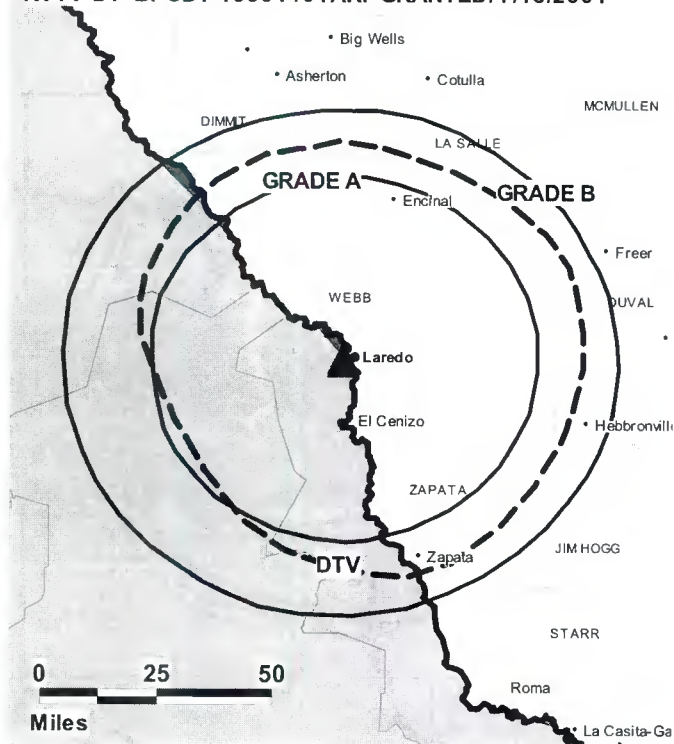 Big Wells
Asherton
Cotulla
MCMULLEN
DIMMIT
LA SALLE
GRADE A
GRADE B
Encinal
Freer
WEBB
DUVAL
Laredo
El Cenizo
Hebbronville
ZAPATA
DTV
Zapata
JIM HOGG
STARR
0 25 50
Roma
Miles
La Casita-Ga